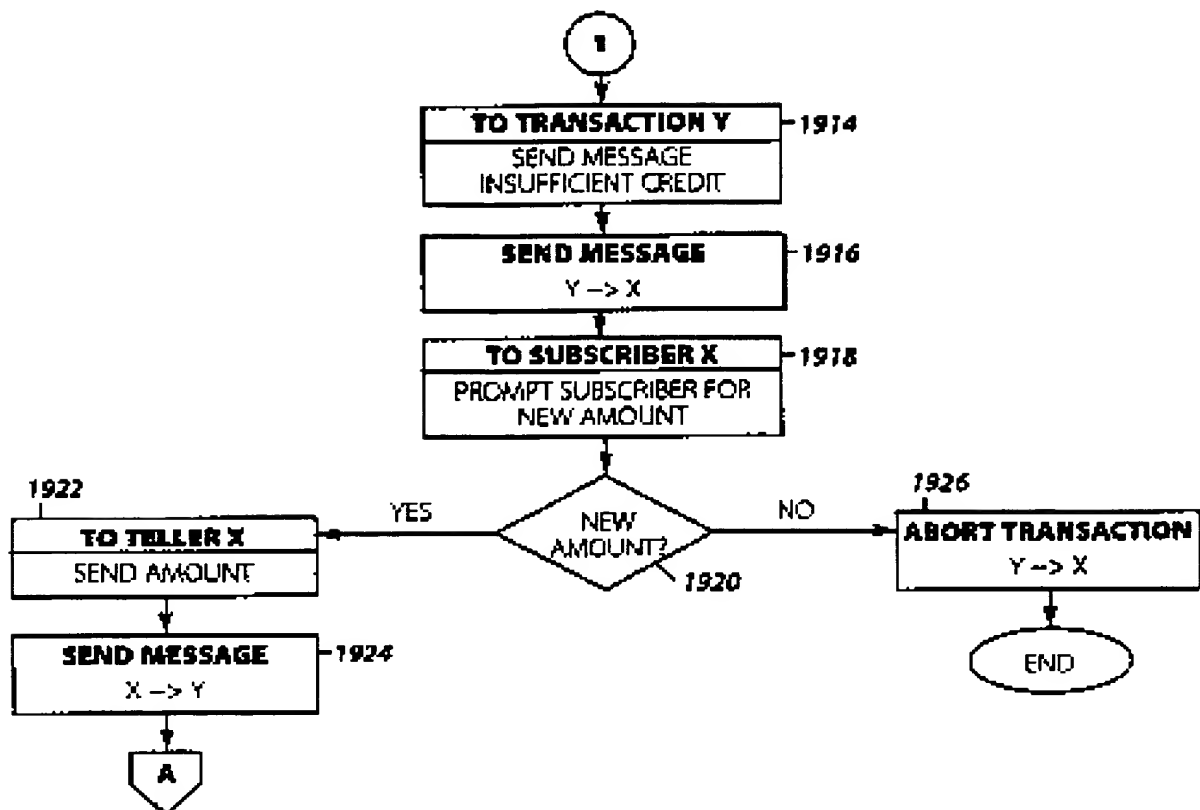 1
TO TRANSACTION Y
1914
SEND MESSAGE
INSUFFICIENT CREDIT
SEND MESSAGE
1916
Y --> X
TO SUBSCRIBER X
1918
PROMPT SUBSCRIBER FOR
NEW AMOUNT
1922
TO TELLER X
SEND AMOUNT
YES
NEW
AMOUNT?
1920
NO
1926
ABORT TRANSACTION
Y --> X
SEND MESSAGE
1924
X --> Y
END
A